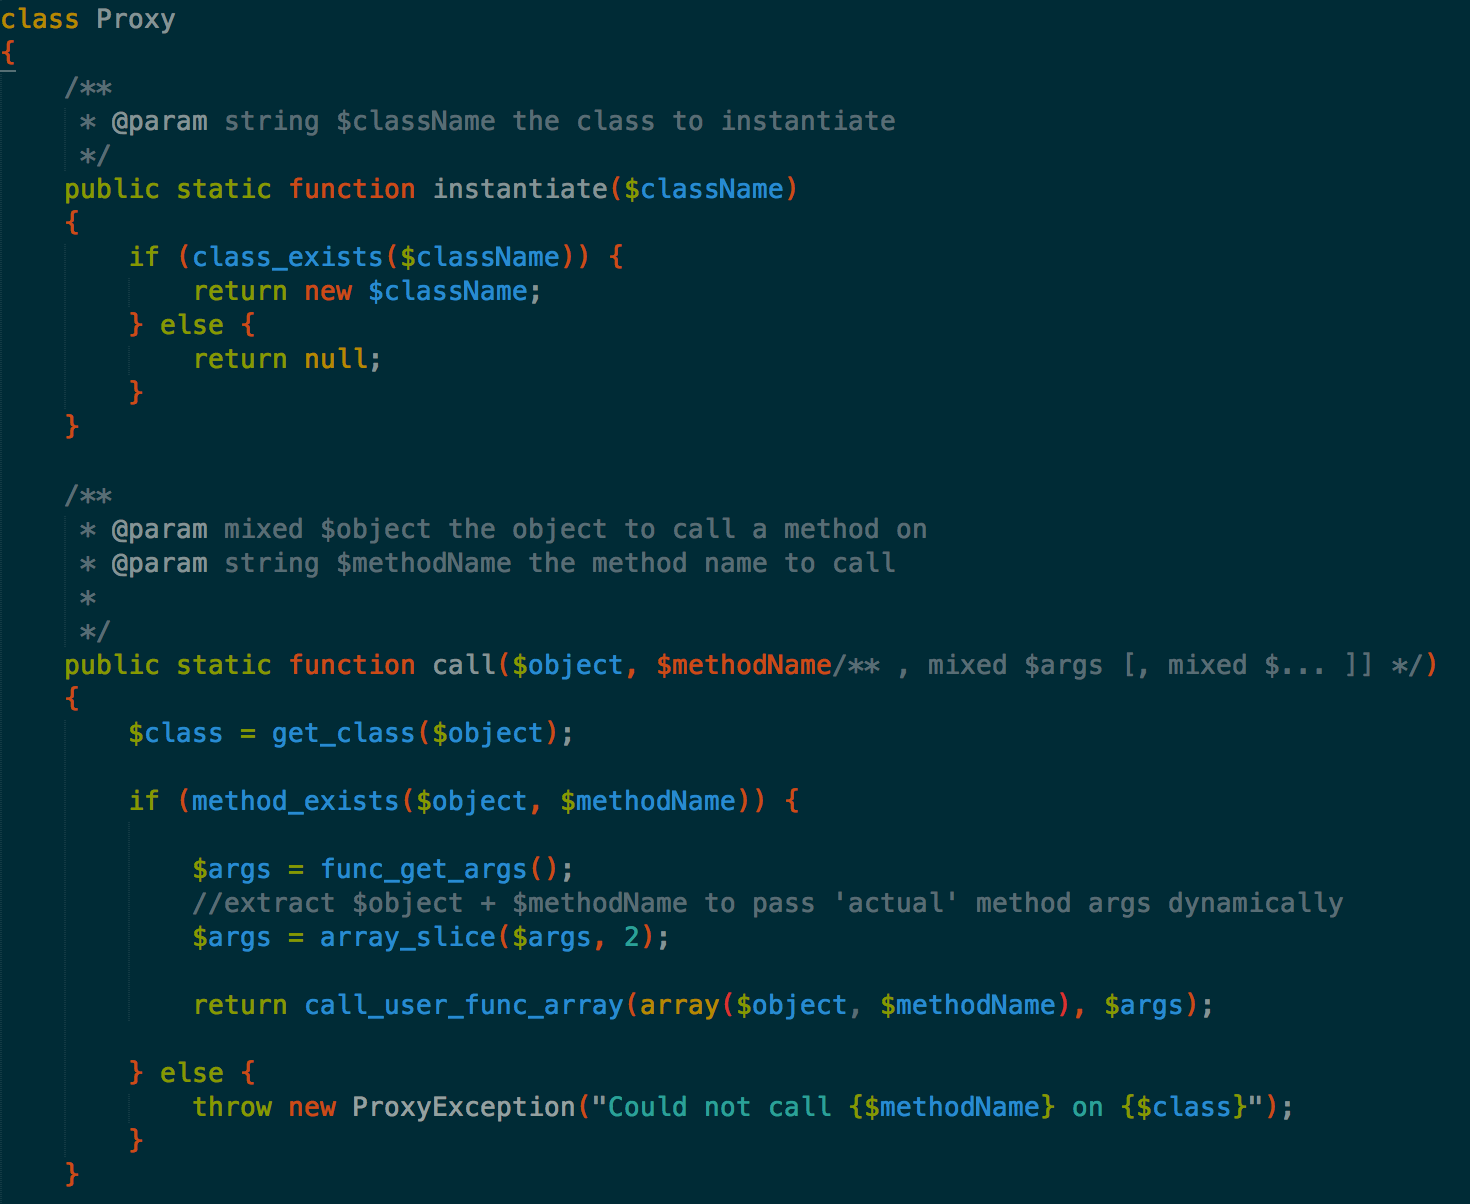 class Proxy
{
    /**
     * @param string $className the class to instantiate
     */
    public static function instantiate($className)
    {
        if (class_exists($className)) {
            return new $className;
        } else {
            return null;
        }
    }

    /**
     * @param mixed $object the object to call a method on
     * @param string $methodName the method name to call
     *
     */
    public static function call($object, $methodName/** , mixed $args [, mixed $... ]] */)
    {
        $class = get_class($object);

        if (method_exists($object, $methodName)) {

            $args = func_get_args();
            //extract $object + $methodName to pass 'actual' method args dynamically
            $args = array_slice($args, 2);

            return call_user_func_array(array($object, $methodName), $args);

        } else {
            throw new ProxyException("Could not call {$methodName} on {$class}");
        }
    }